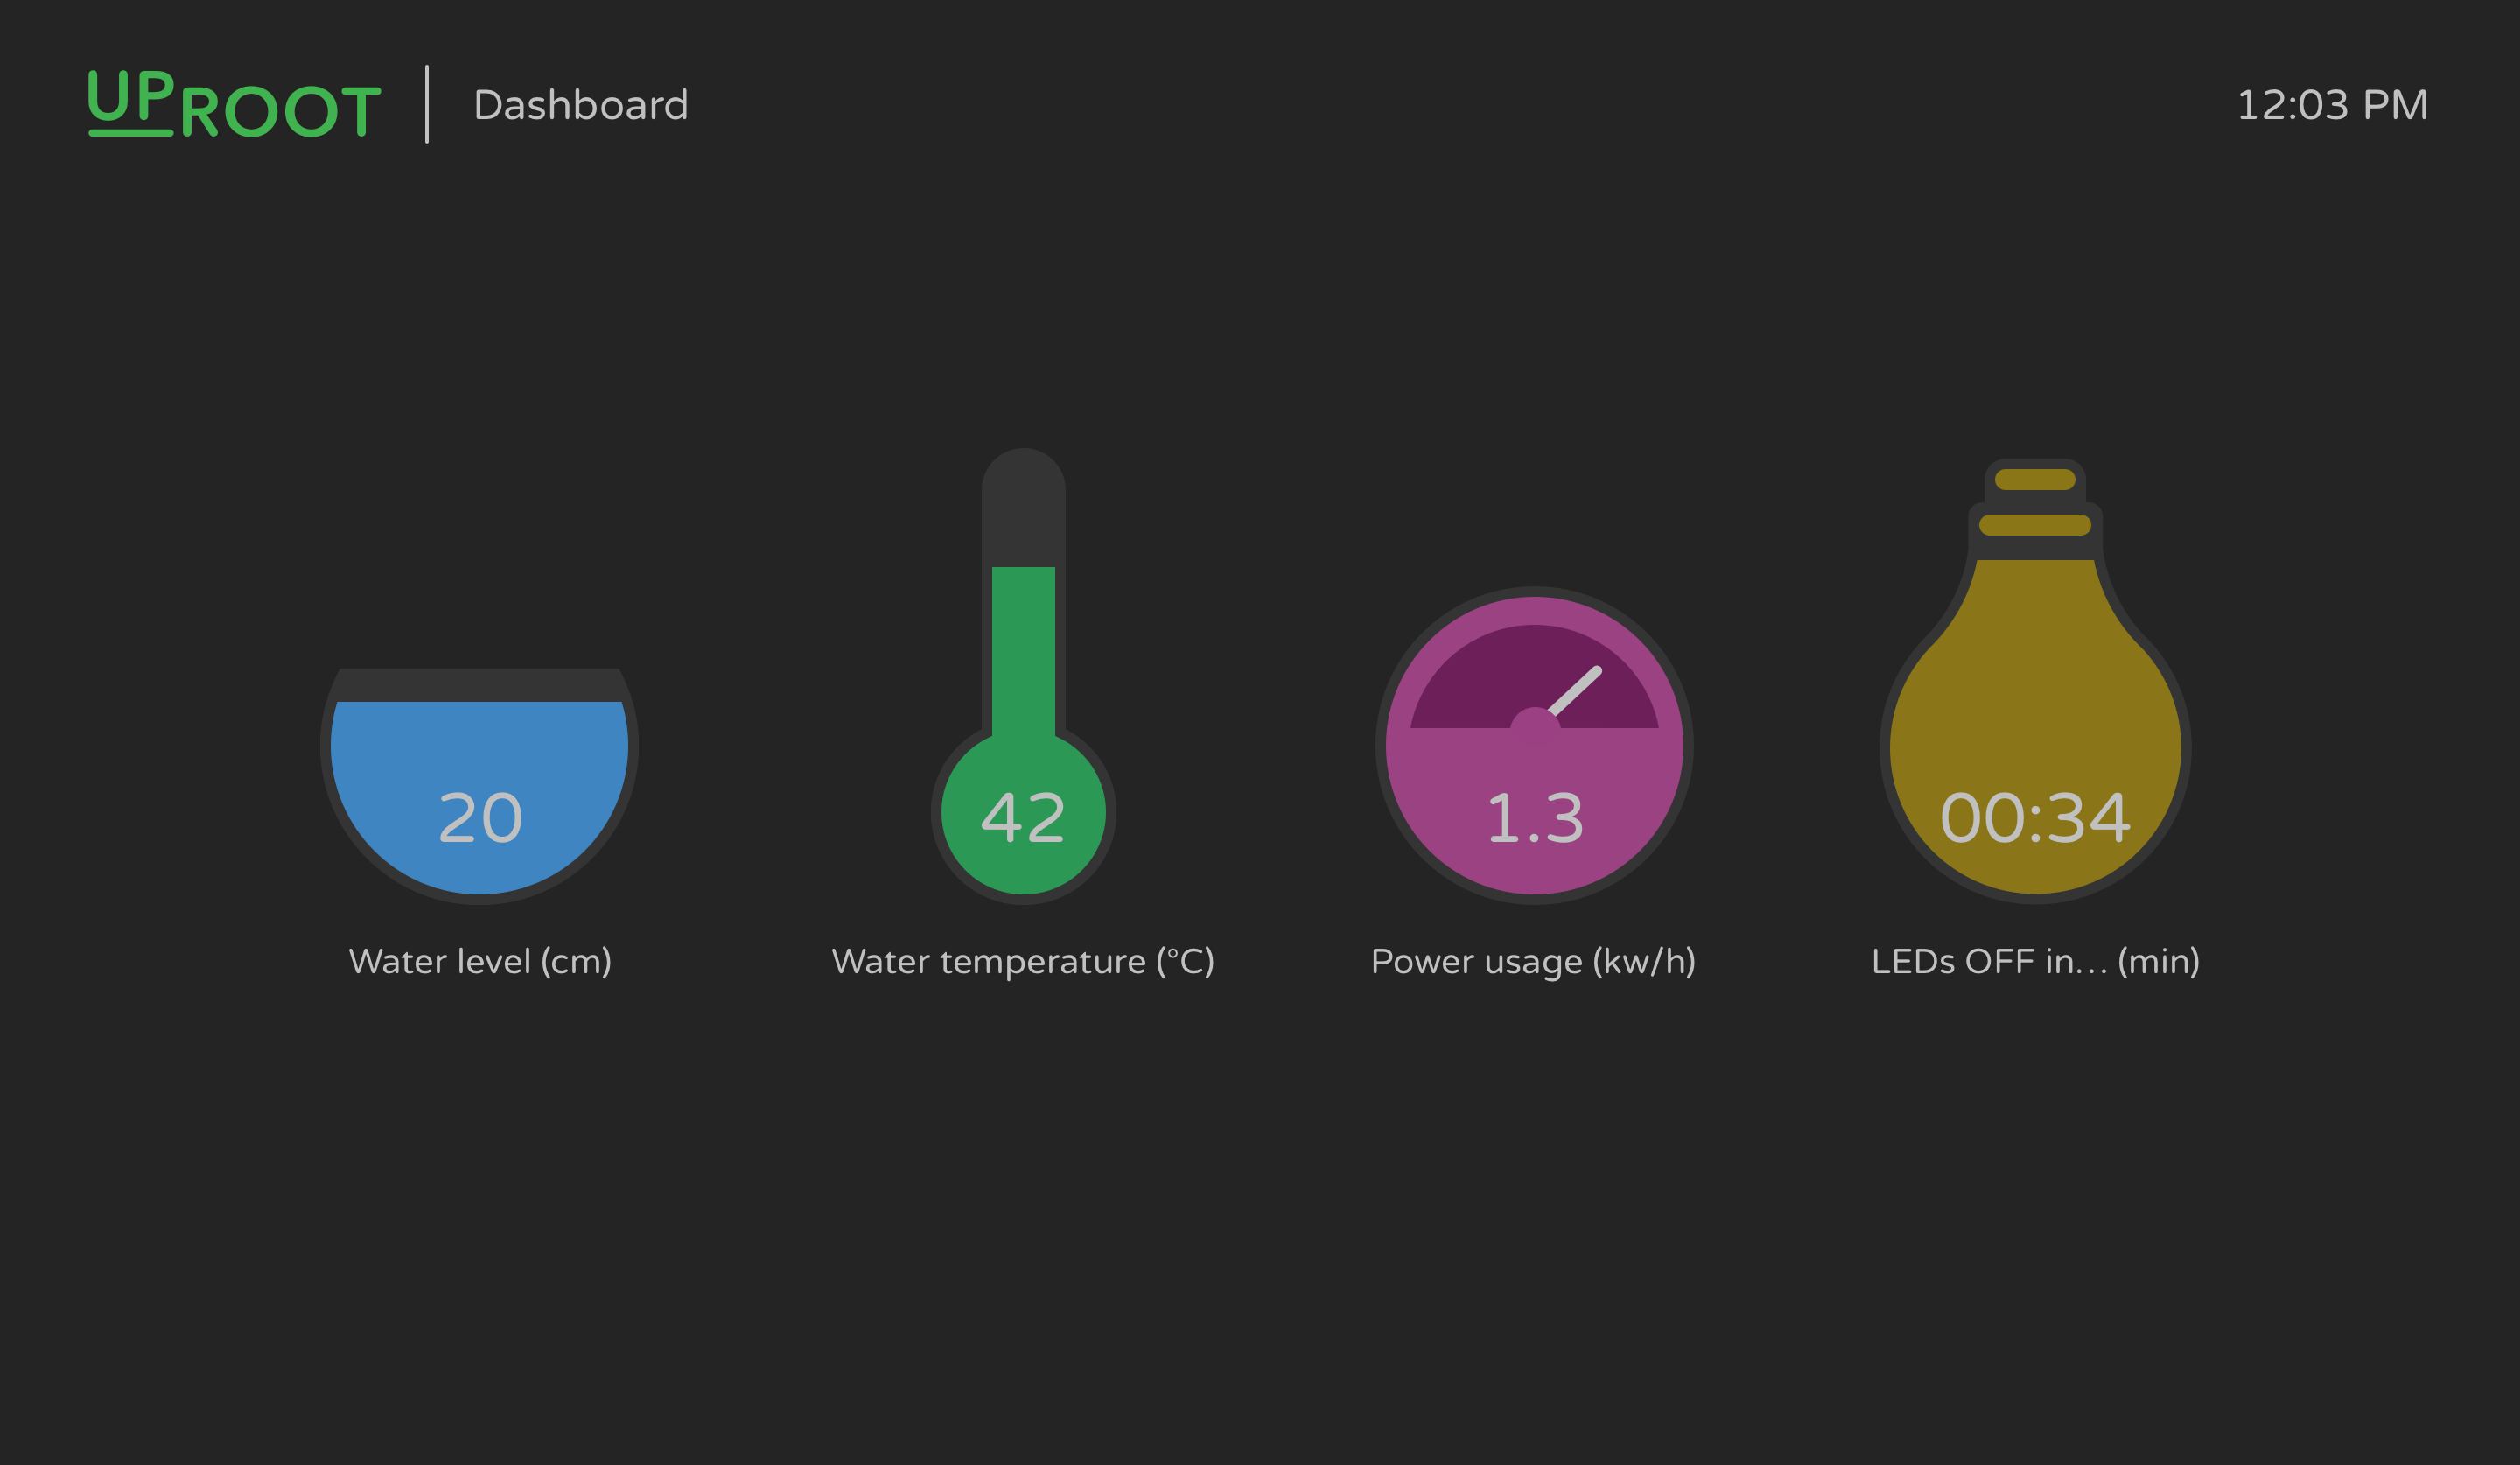 UPROOT
Dashboard
12:03 PM
20
42
1.3
00:34
Water level (cm)
Water temperature (°C)
Power usage (kw/h)
LEDs OFF in... (min)